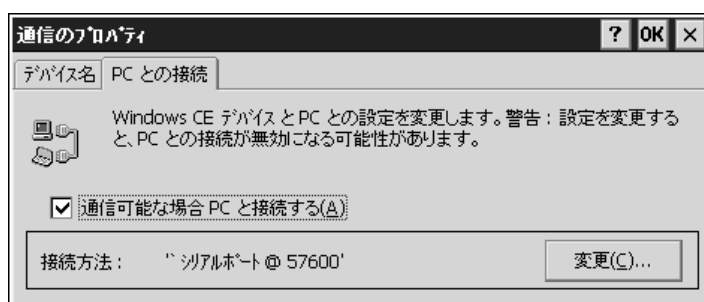 通信のﾌﾟﾛﾊﾟﾃｨ ? OK ×
ﾃﾞﾊﾞｲｽ名 PC との接続
Windows CE ﾃﾞﾊﾞｲｽと PC との設定を変更します。警告：設定を変更する
と、PC との接続が無効になる可能性があります。
通信可能な場合 PC と接続する(A)
接続方法： `` ｼﾘｱﾙﾎﾟｰﾄ @ 57600' 変更(C)...